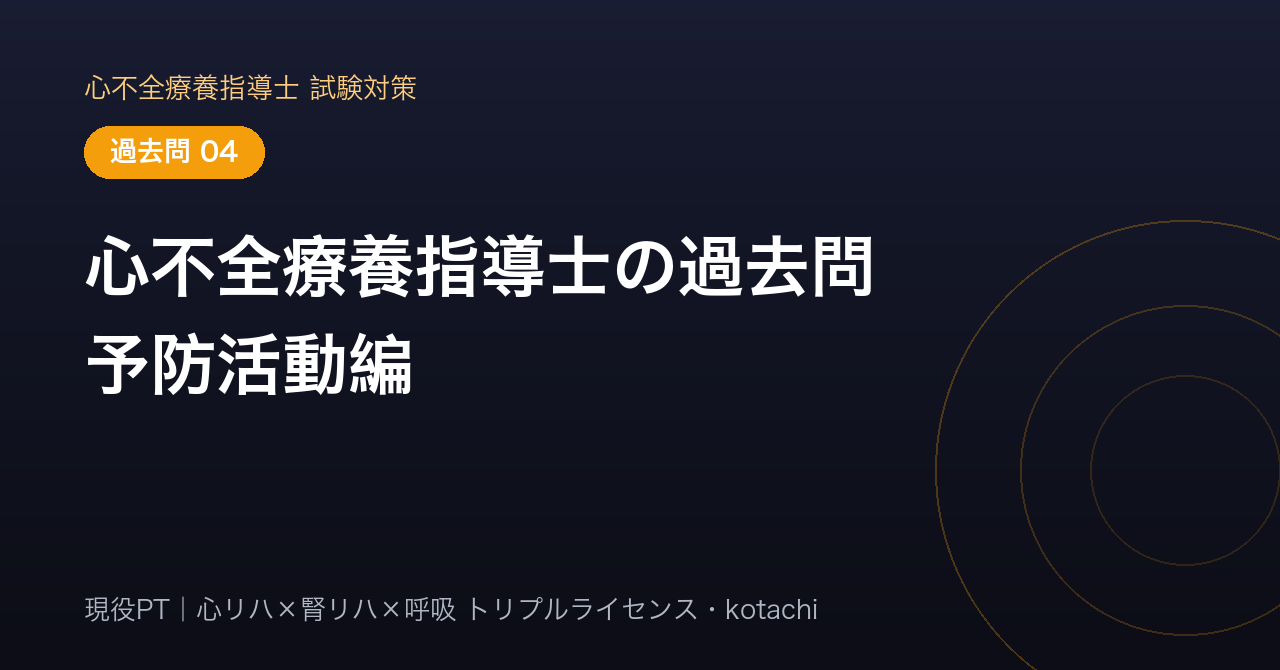 心不全療養指導士 試験対策
過去問 04
心不全療養指導士の過去問
予防活動編
現役PT｜心リハ×腎リハ×呼吸 トリプルライセンス・kotachi